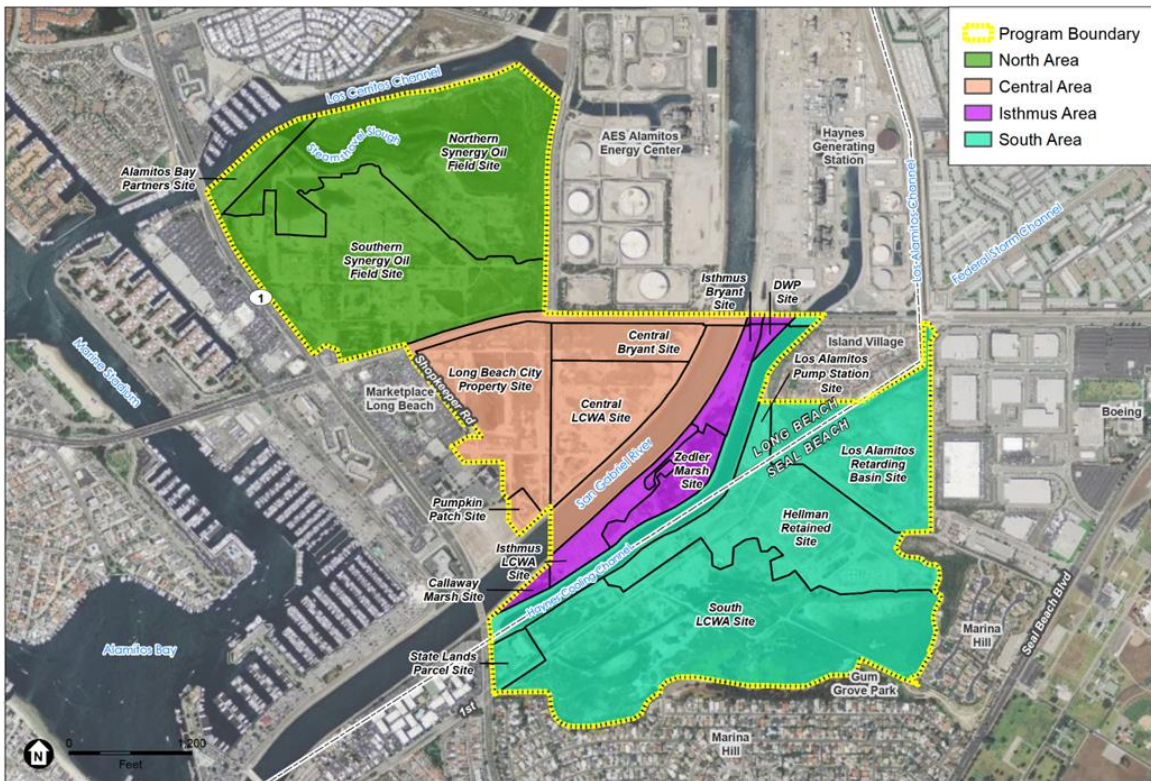 Program Boundary
North Area
Central Area
Isthmus Area
South Area
Los Cerritos Channel
Steamshovel Slough
Northern
Synergy Oil
Field Site
AES Alamitos
Energy Center
Haynes
Generating
Station
Alamitos Bay
Partners Site
Los Alamitos Channel
Federal Storm Channel
Southern
Synergy Oil
Field Site
Isthmus
Bryant
Site
DWP
Site
1
Marine Stadium
Central
Bryant Site
Island Village
Shopkeeper Rd
Long Beach City
Property Site
Los Alamitos
Pump Station
Site
Marketplace
Long Beach
Central
LCWA Site
Boeing
LONG BEACH
SEAL BEACH
San Gabriel River
Zedler
Marsh
Site
Los Alamitos
Retarding
Basin Site
Pumpkin
Patch Site
Hellman
Retained
Site
Isthmus
LCWA
Site
Callaway
Marsh Site
Haynes Cooling Channel
South
LCWA Site
Seal Beach Blvd
Marina
Hill
Alamitos Bay
State Lands
Parcel Site
Gum
Grove Park
1st
Marina
Hill
N
0 1,200
Feet